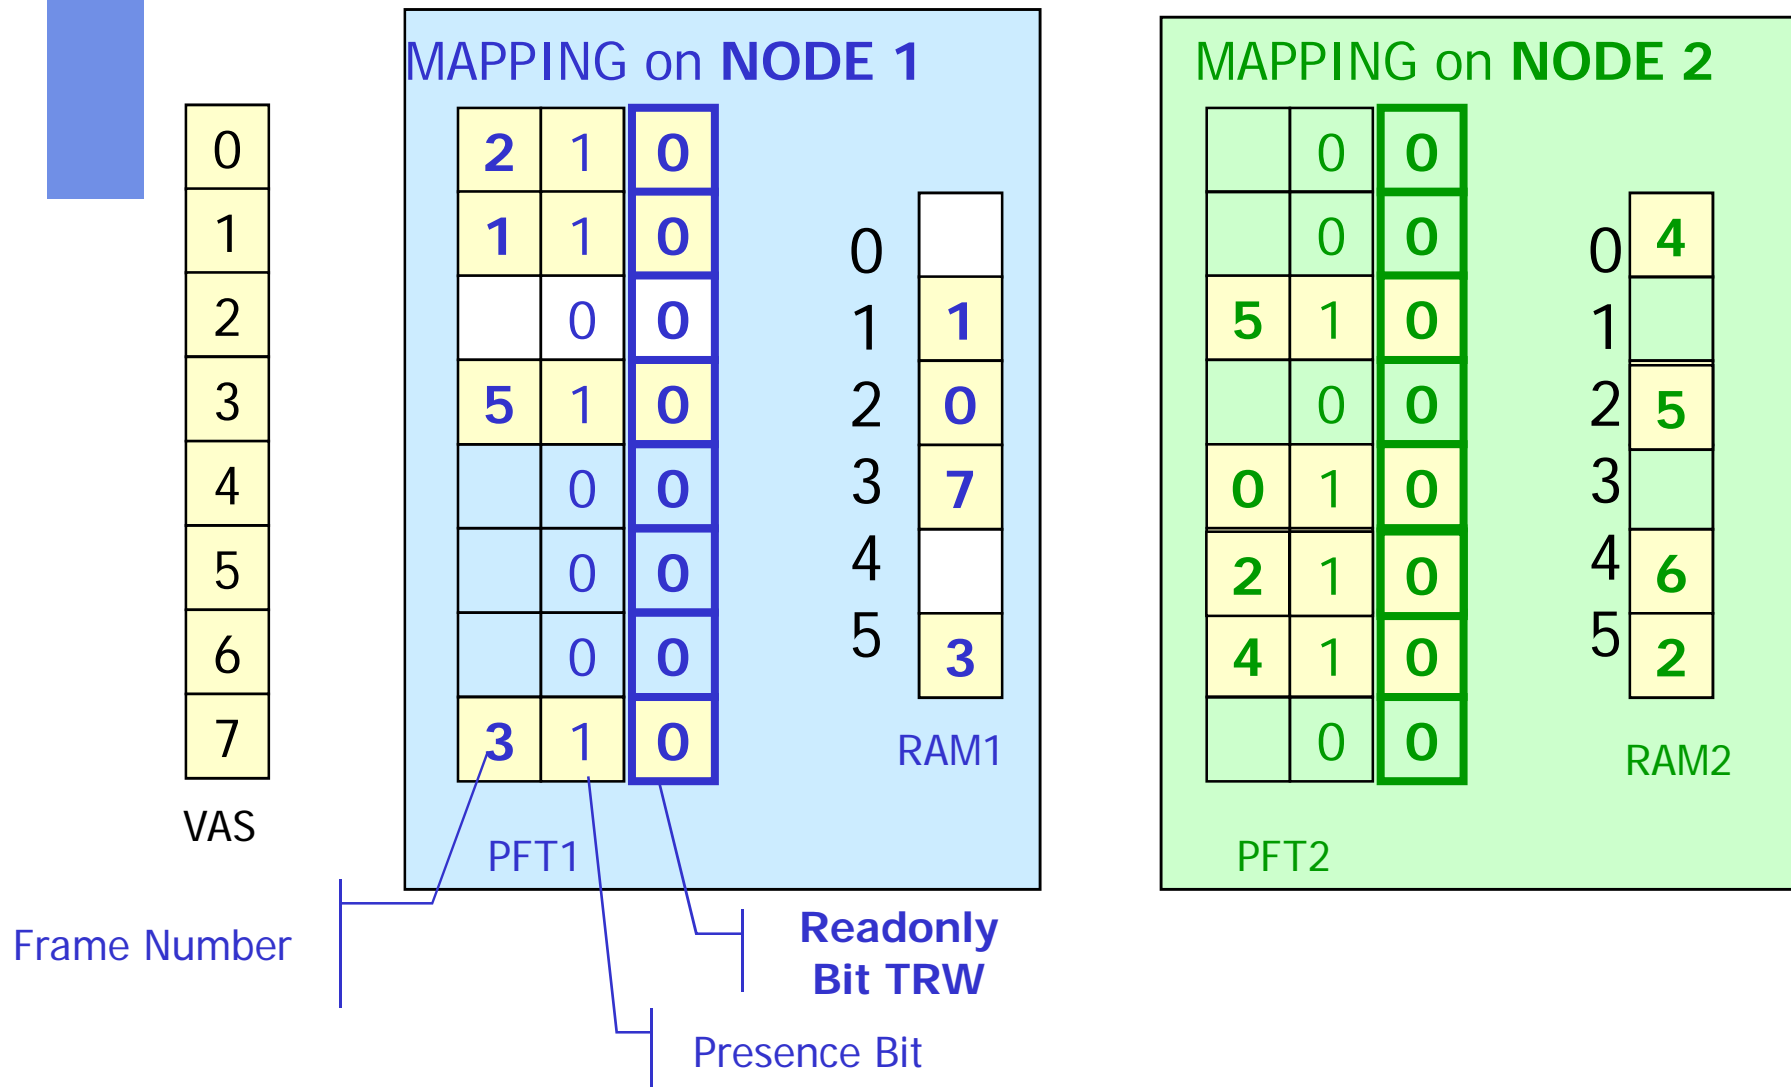 MAPPING on NODE 1
MAPPING on NODE 2
0
1
2
3
4
5
6
7
VAS
2 1 0
1 1 0
0 0
5 1 0
0 0
0 0
0 0
3 1 0
PFT1
0
1 1
2 0
3 7
4
5 3
RAM1
0 0
0 0
5 1 0
0 0
0 1 0
2 1 0
4 1 0
0 0
PFT2
0 4
1
2 5
3
4 6
5 2
RAM2
Frame Number
Readonly
Bit TRW
Presence Bit